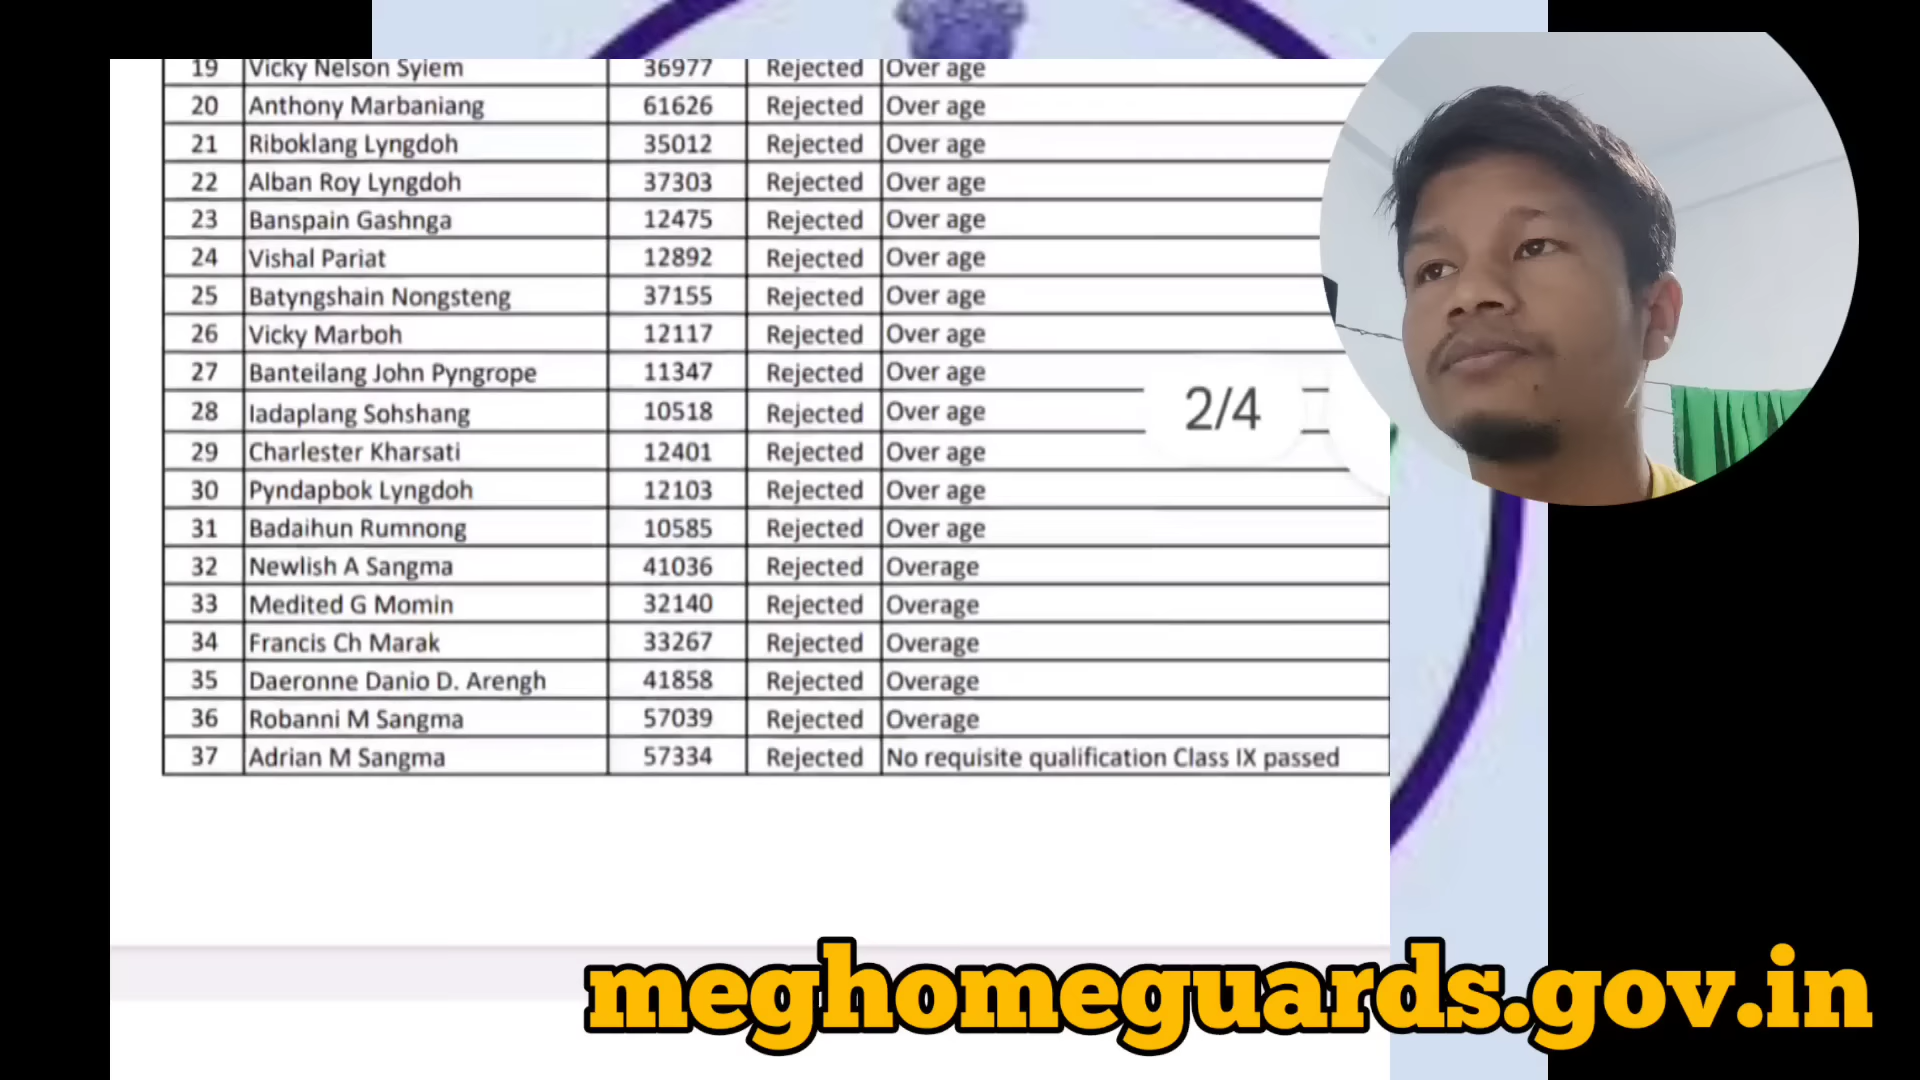 19 Vicky Nelson Syiem 36977 Rejected Over age
20 Anthony Marbaniang 61626 Rejected Over age
21 Riboklang Lyngdoh 35012 Rejected Over age
22 Alban Roy Lyngdoh 37303 Rejected Over age
23 Banspain Gashnga 12475 Rejected Over age
24 Vishal Pariat 12892 Rejected Over age
25 Batyngshain Nongsteng 37155 Rejected Over age
26 Vicky Marboh 12117 Rejected Over age
27 Banteilang John Pyngrope 11347 Rejected Over age
28 Iadaplang Sohshang 10518 Rejected Over age
2/4
29 Charlester Kharsati 12401 Rejected Over age
30 Pyndapbok Lyngdoh 12103 Rejected Over age
31 Badaihun Rumnong 10585 Rejected Over age
32 Newlish A Sangma 41036 Rejected Overage
33 Medited G Momin 32140 Rejected Overage
34 Francis Ch Marak 33267 Rejected Overage
35 Daeronne Danio D. Arengh 41858 Rejected Overage
36 Robanni M Sangma 57039 Rejected Overage
37 Adrian M Sangma 57334 Rejected No requisite qualification Class IX passed
meghomeguards.gov.in